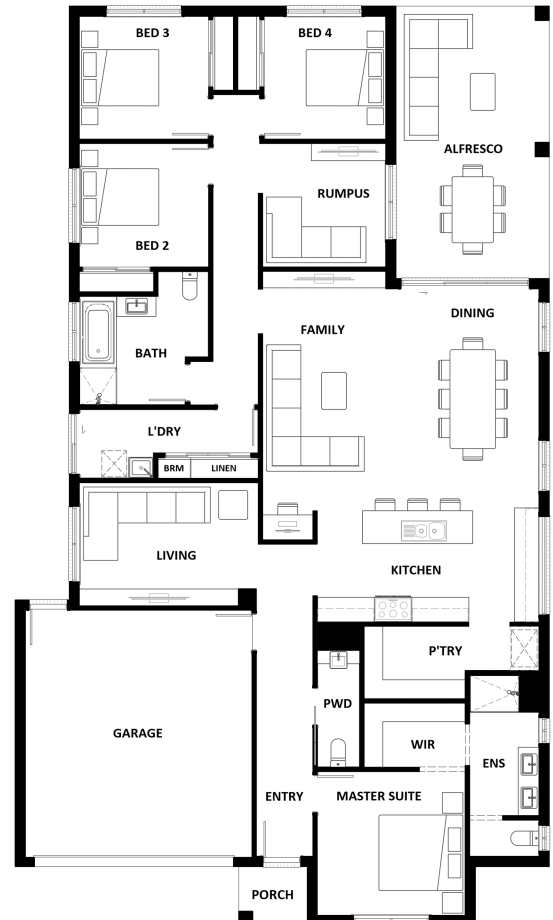 BED 3
BED 4
ALFRESCO
RUMPUS
BED 2
DINING
FAMILY
BATH
L'DRY
BRM
LINEN
LIVING
KITCHEN
P'TRY
PWD
GARAGE
WIR
ENS
ENTRY
MASTER SUITE
PORCH